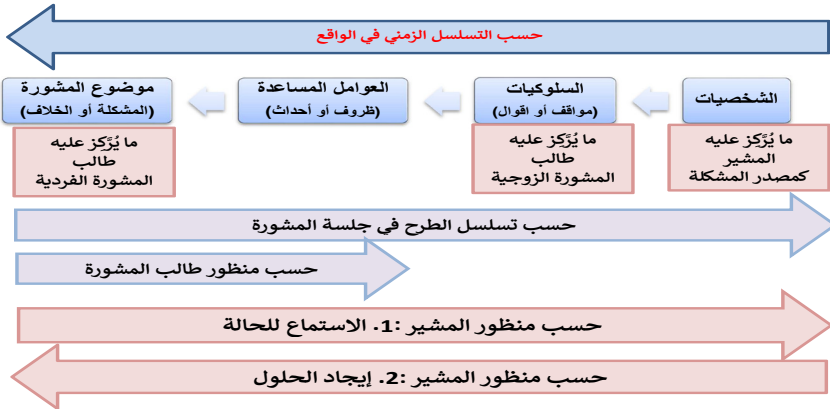 حسب التسلسل الزمني في الواقع
الشخصيات
السلوكيات
(مواقف أو اقوال)
العوامل المساعدة
(ظروف أو أحداث)
موضوع المشورة
(المشكلة أو الخلاف)
ما يُرَّكِز عليه
المشير
كمصدر المشكلة
ما يُرَّكِز عليه
طالب
المشورة الزوجية
ما يُرَّكِز عليه
طالب
المشورة الفردية
حسب تسلسل الطرح في جلسة المشورة
حسب منظور طالب المشورة
حسب منظور المشير :1. الاستماع للحالة
حسب منظور المشير :2. إيجاد الحلول